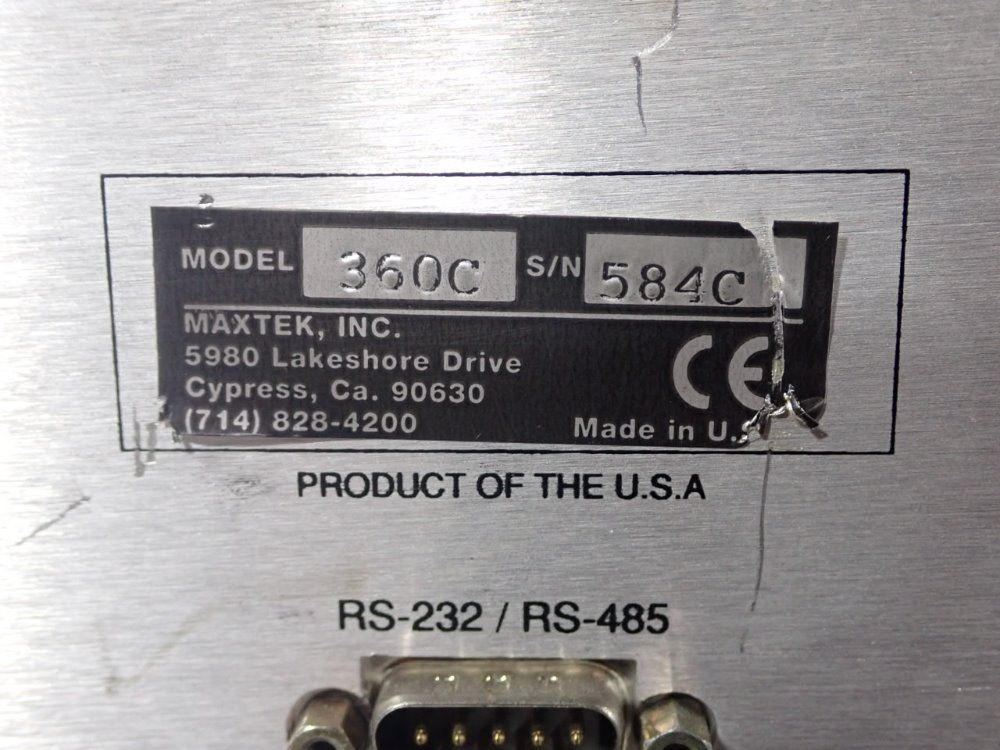 MODEL 360C S/N 584C
MAXTEK, INC.
5980 Lakeshore Drive
Cypress, Ca. 90630
(714) 828-4200
CE
Made in U.S
PRODUCT OF THE U.S.A
RS-232 / RS-485